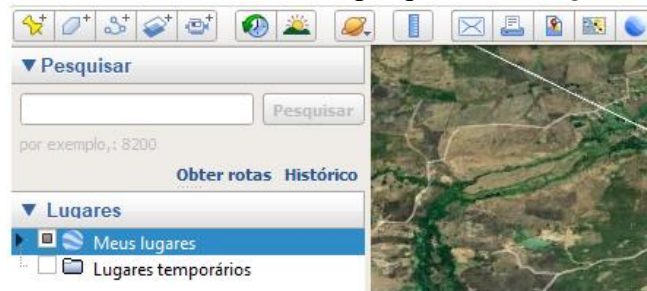 Pesquisar
Pesquisar
por exemplo,: 8200
Obter rotas Histórico
Lugares
Meus lugares
Lugares temporários